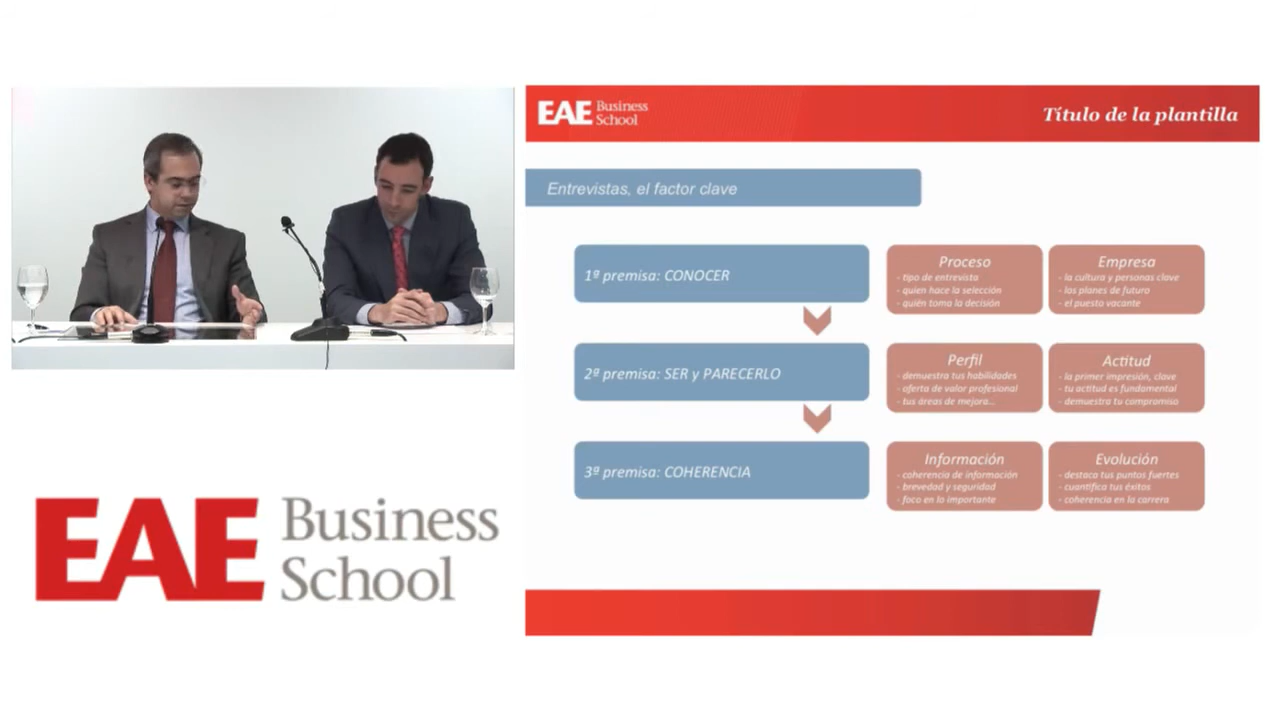 EAE Business School
Título de la plantilla
Entrevistas, el factor clave
1ª premisa: CONOCER
Proceso
- tipo de entrevista
- quien hace la selección
- quién toma la decisión
Empresa
- la cultura y personas clave
- los planes de futuro
- el puesto vacante
2ª premisa: SER y PARECERLO
Perfil
- demuestra tus habilidades
- oferta de valor profesional
- tus áreas de mejora...
Actitud
- la primer impresión, clave
- tu actitud es fundamental
- demuestra tu compromiso
3ª premisa: COHERENCIA
Información
- coherencia de información
- brevedad y seguridad
- foco en lo importante
Evolución
- destaca tus puntos fuertes
- cuantifica tus éxitos
- coherencia en la carrera
EAE Business
School